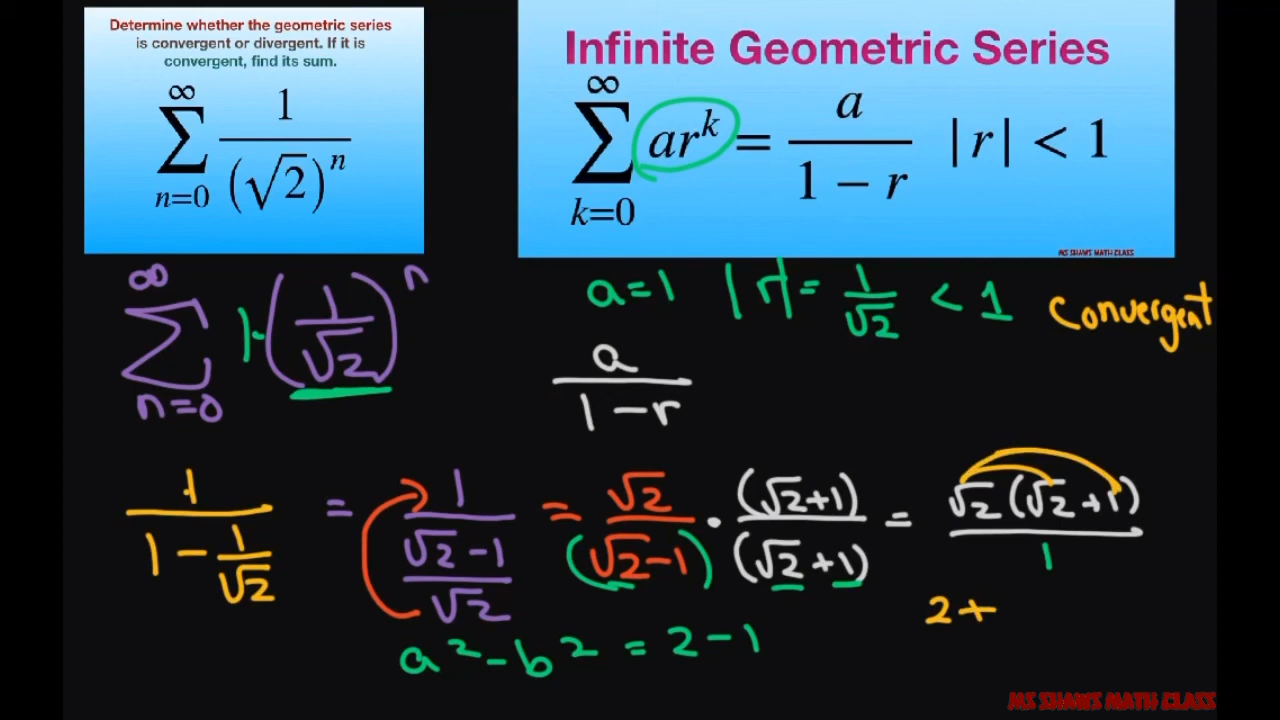 Determine whether the geometric series
is convergent or divergent. If it is
convergent, find its sum.
∞
∑ 1/(√2)ⁿ
n=0
Infinite Geometric Series
∞
∑ arᵏ = a/(1 − r) |r| < 1
k=0
MS SHAWS MATH CLASS
∞
∑ 1·(1/√2)ⁿ
n=0
a=1 |r|= 1/√2 < 1 Convergent
a/(1−r)
1/(1 − 1/√2) = 1/((√2−1)/√2) = √2/(√2−1) · (√2+1)/(√2+1) = √2(√2+1)/1
2+
a²−b² = 2−1
MS SHAWS MATH CLASS